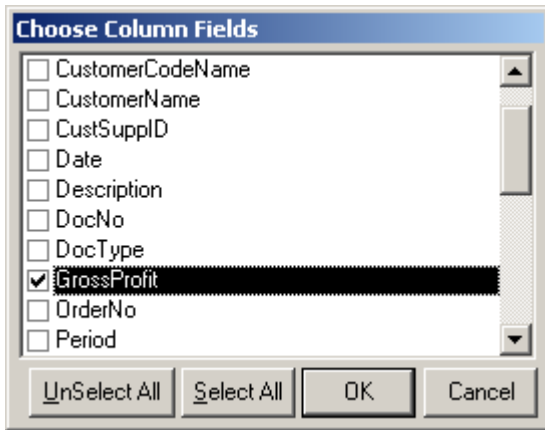 Choose Column Fields
CustomerCodeName
CustomerName
CustSuppID
Date
Description
DocNo
DocType
GrossProfit
OrderNo
Period
UnSelect All Select All OK Cancel